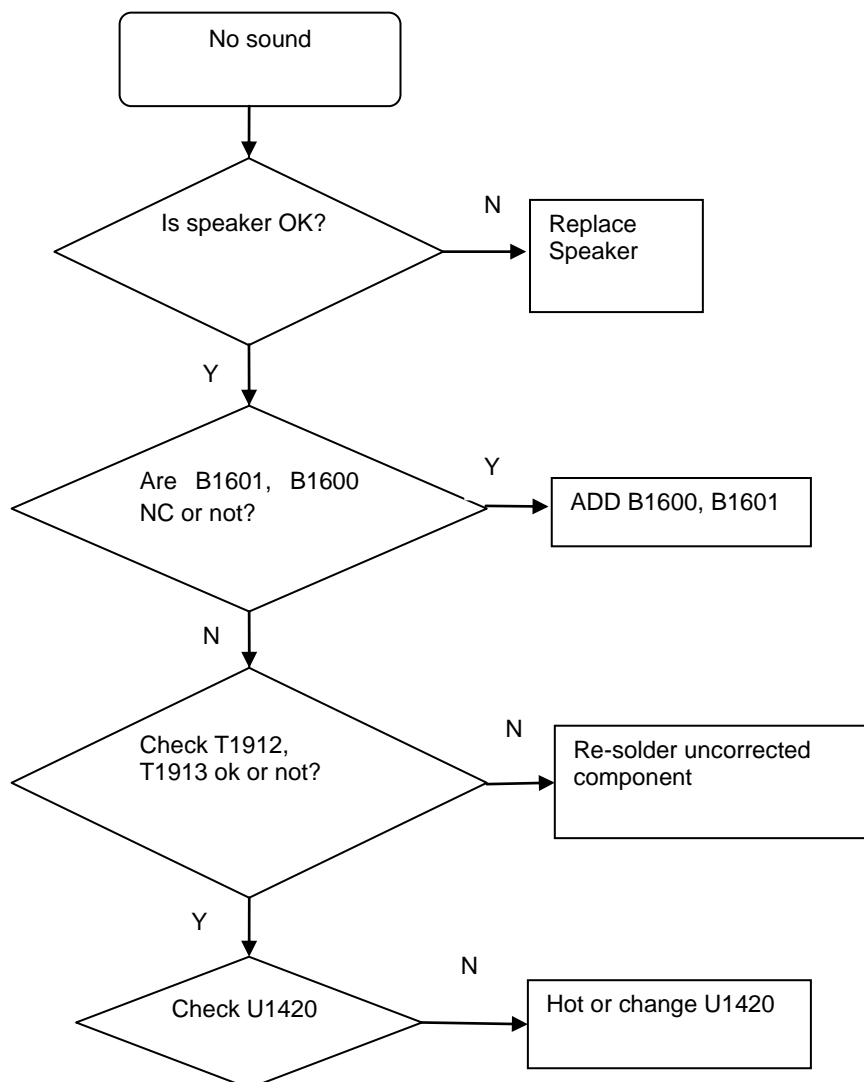 No sound
Is speaker OK?
N
Replace
Speaker
Y
Are B1601, B1600
NC or not?
Y
ADD B1600, B1601
N
Check T1912,
T1913 ok or not?
N
Re-solder uncorrected
component
Y
Check U1420
N
Hot or change U1420